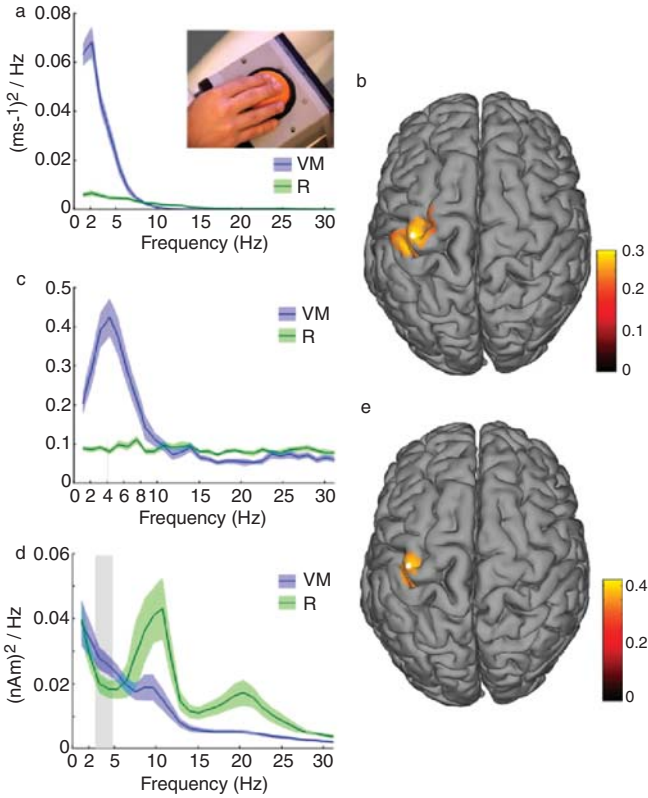 a
0.08
0.06
0.04
0.02
0
(ms-1)2 / Hz
0 2 5 10 15 20 25 30
Frequency (Hz)
VM
R
b
0.3
0.2
0.1
0
c
0.5
0.4
0.3
0.2
0.1
0
0 2 4 6 8 10 15 20 25 30
Frequency (Hz)
VM
R
d
0.06
0.04
0.02
0
(nAm)2 / Hz
0 2 5 10 15 20 25 30
Frequency (Hz)
VM
R
e
0.4
0.2
0